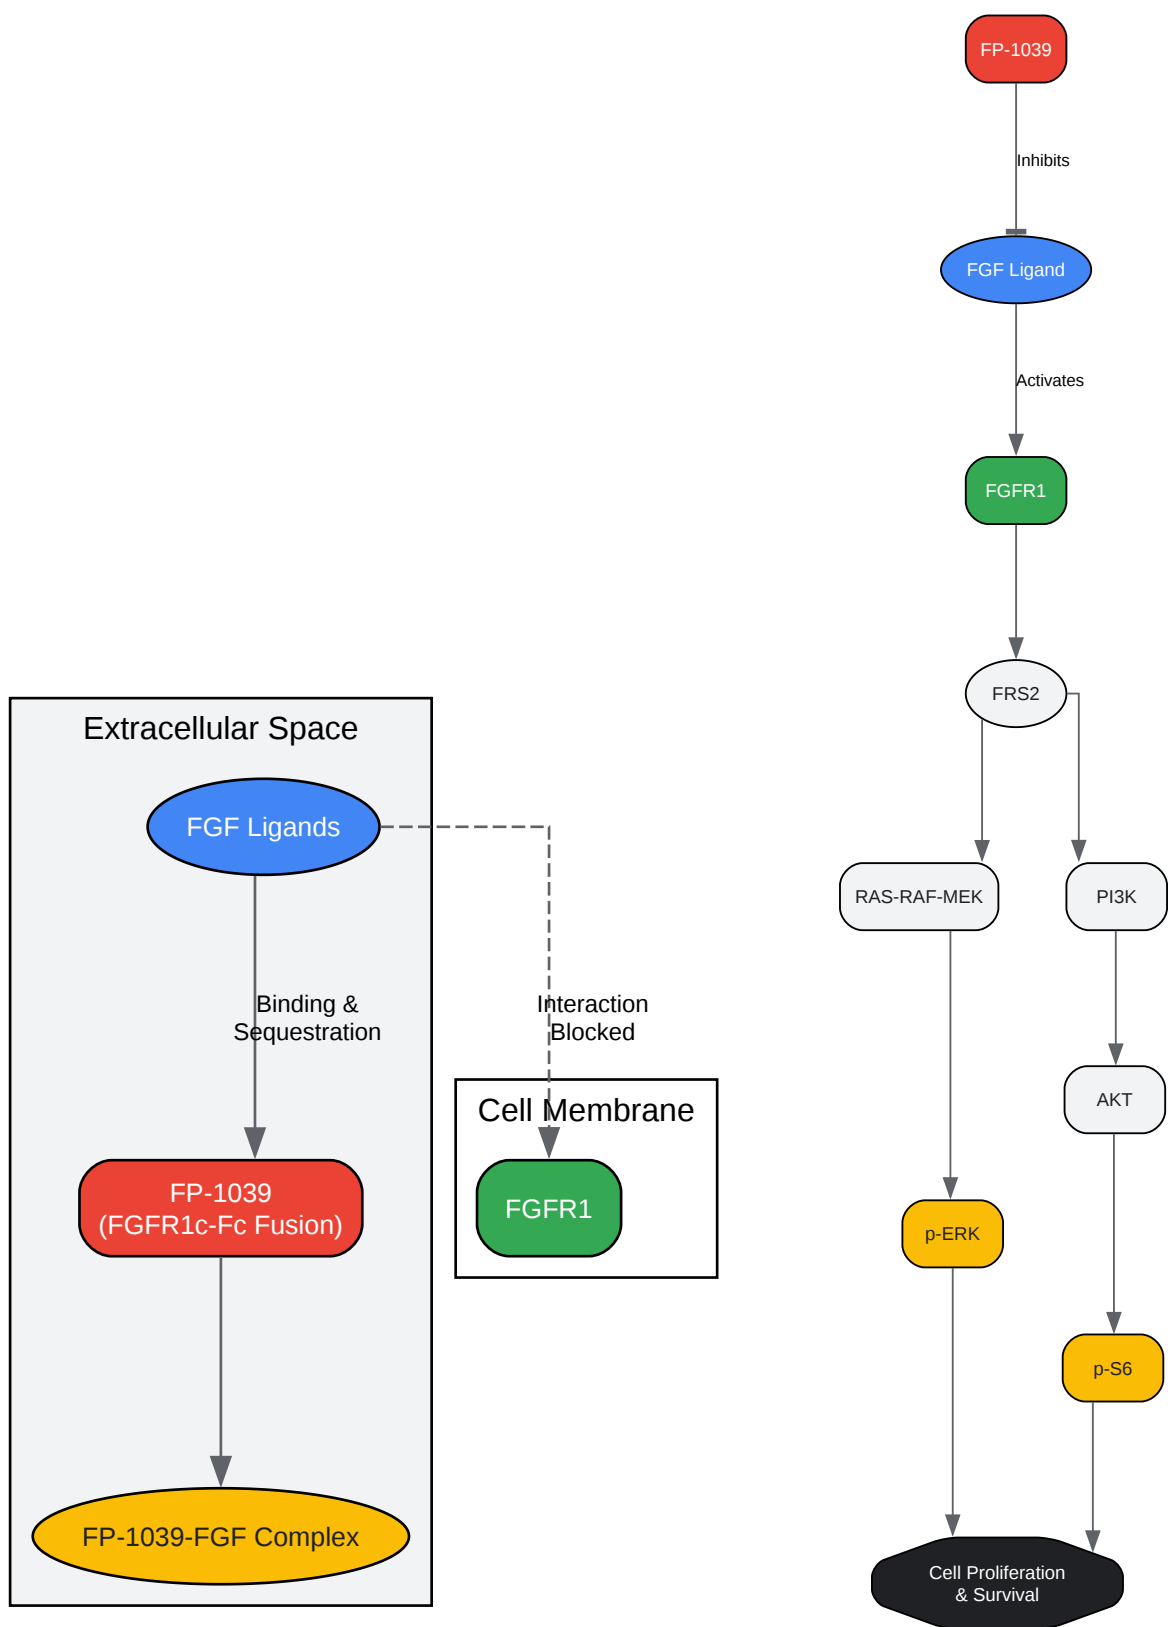 Extracellular Space
FGF Ligands
Binding &
Sequestration
Interaction
Blocked
Cell Membrane
FP-1039
(FGFR1c-Fc Fusion)
FGFR1
FP-1039-FGF Complex
FP-1039
Inhibits
FGF Ligand
Activates
FGFR1
FRS2
RAS-RAF-MEK
PI3K
AKT
p-ERK
p-S6
Cell Proliferation
& Survival